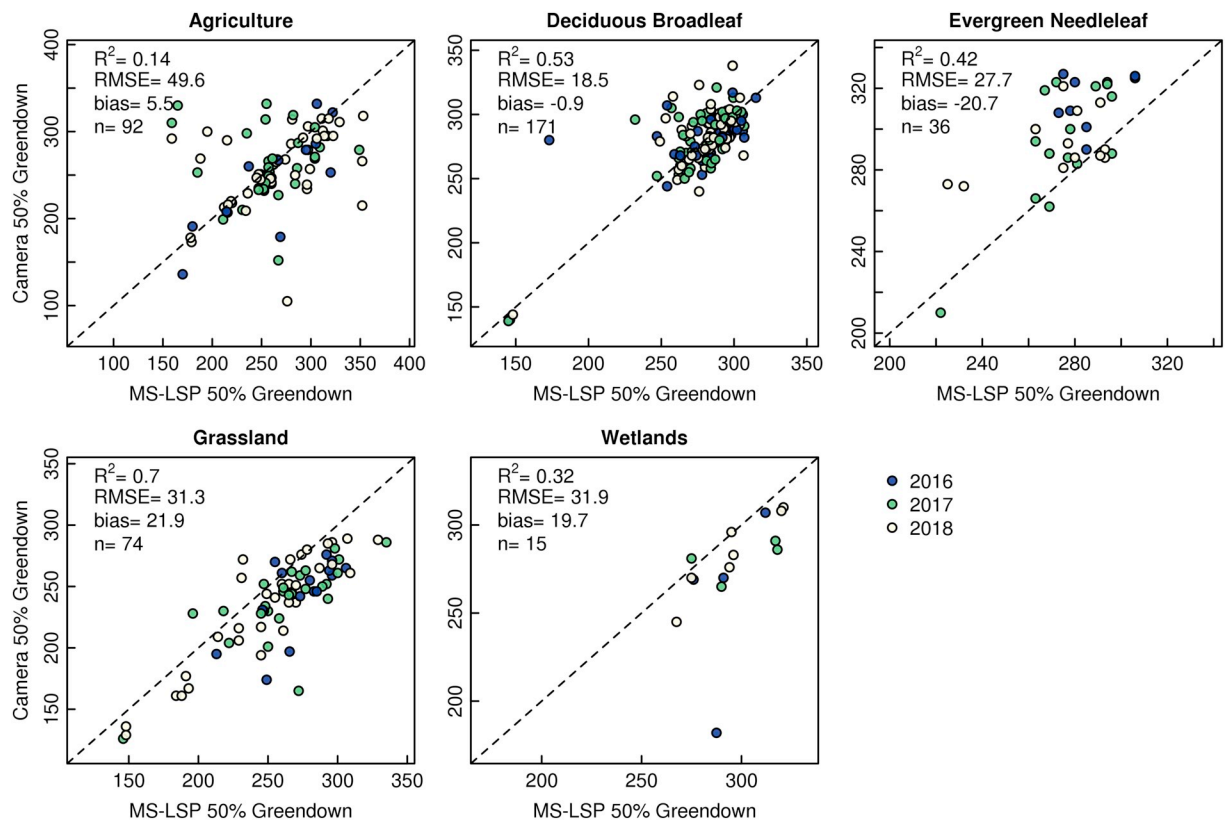 Agriculture
R2= 0.14
RMSE= 49.6
bias= 5.5
n= 92
Camera 50% Greendown
400
300
200
100
100 150 200 250 300 350 400
MS-LSP 50% Greendown
Deciduous Broadleaf
R2= 0.53
RMSE= 18.5
bias= -0.9
n= 171
350
300
250
200
150
150 200 250 300 350
MS-LSP 50% Greendown
Evergreen Needleleaf
R2= 0.42
RMSE= 27.7
bias= -20.7
n= 36
320
280
240
200
200 240 280 320
MS-LSP 50% Greendown
Grassland
R2= 0.7
RMSE= 31.3
bias= 21.9
n= 74
Camera 50% Greendown
350
300
250
200
150
150 200 250 300 350
MS-LSP 50% Greendown
Wetlands
R2= 0.32
RMSE= 31.9
bias= 19.7
n= 15
300
250
200
200 250 300
MS-LSP 50% Greendown
2016
2017
2018